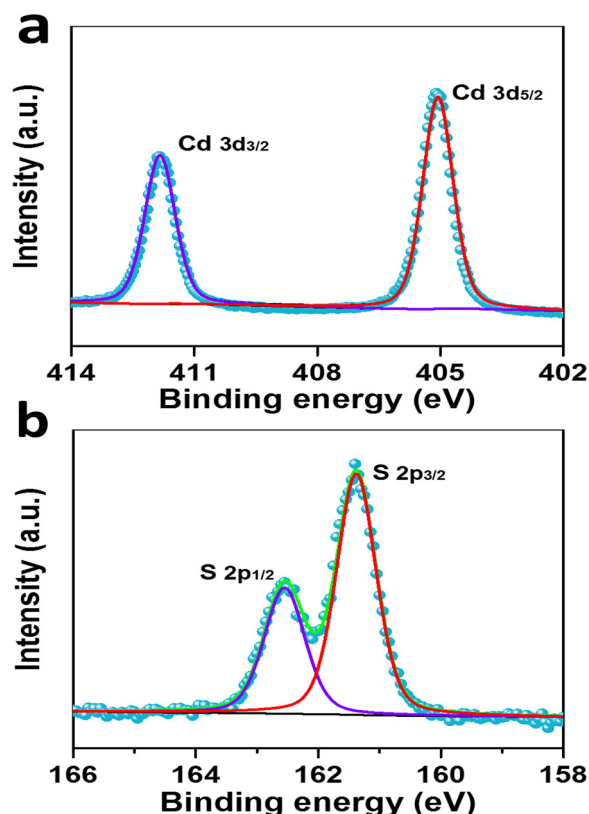 a
Intensity (a.u.)
Cd 3d3/2
Cd 3d5/2
414 411 408 405 402
Binding energy (eV)
b
Intensity (a.u.)
S 2p1/2
S 2p3/2
166 164 162 160 158
Binding energy (eV)